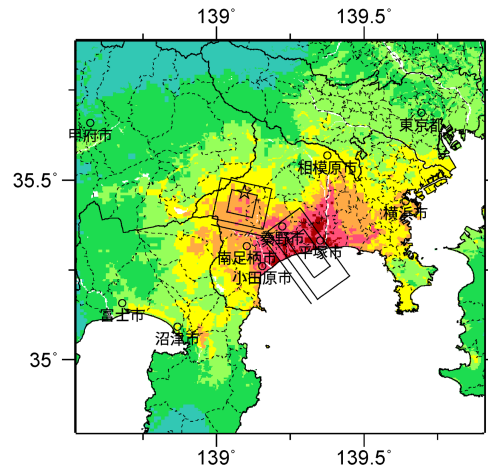 139°
139.5°
東京都
甲府市
相模原市
35.5°
横浜市
秦野市
平塚市
南足柄市
小田原市
富士市
沼津市
35°
139°
139.5°